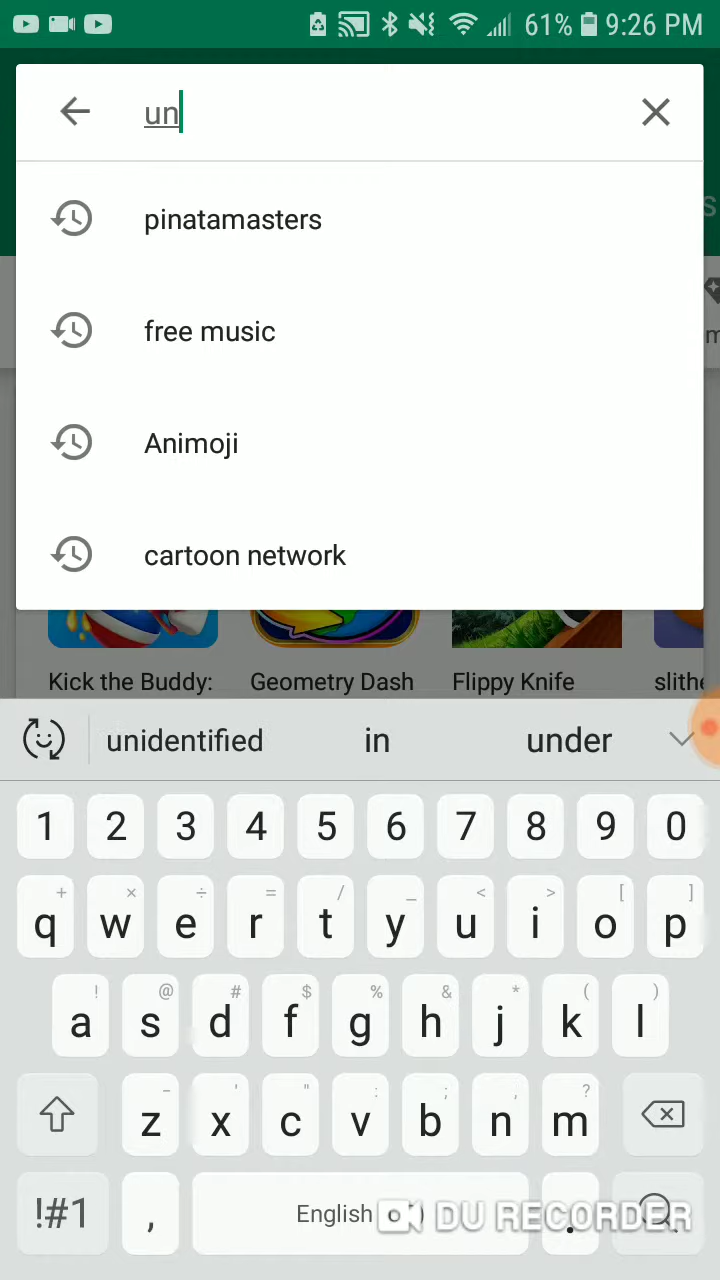 61% 9:26 PM
un
S
pinatamasters
free music
Animoji
m
cartoon network
Kick the Buddy: Geometry Dash Flippy Knife slithe
unidentified in under
1 2 3 4 5 6 7 8 9 0
+ × ÷ = / _ < > [ ]
q w e r t y u i o p
! @ # $ % & * ( )
a s d f g h j k l
- ' " : ; , ?
z x c v b n m
!#1 , English . DU RECORDER